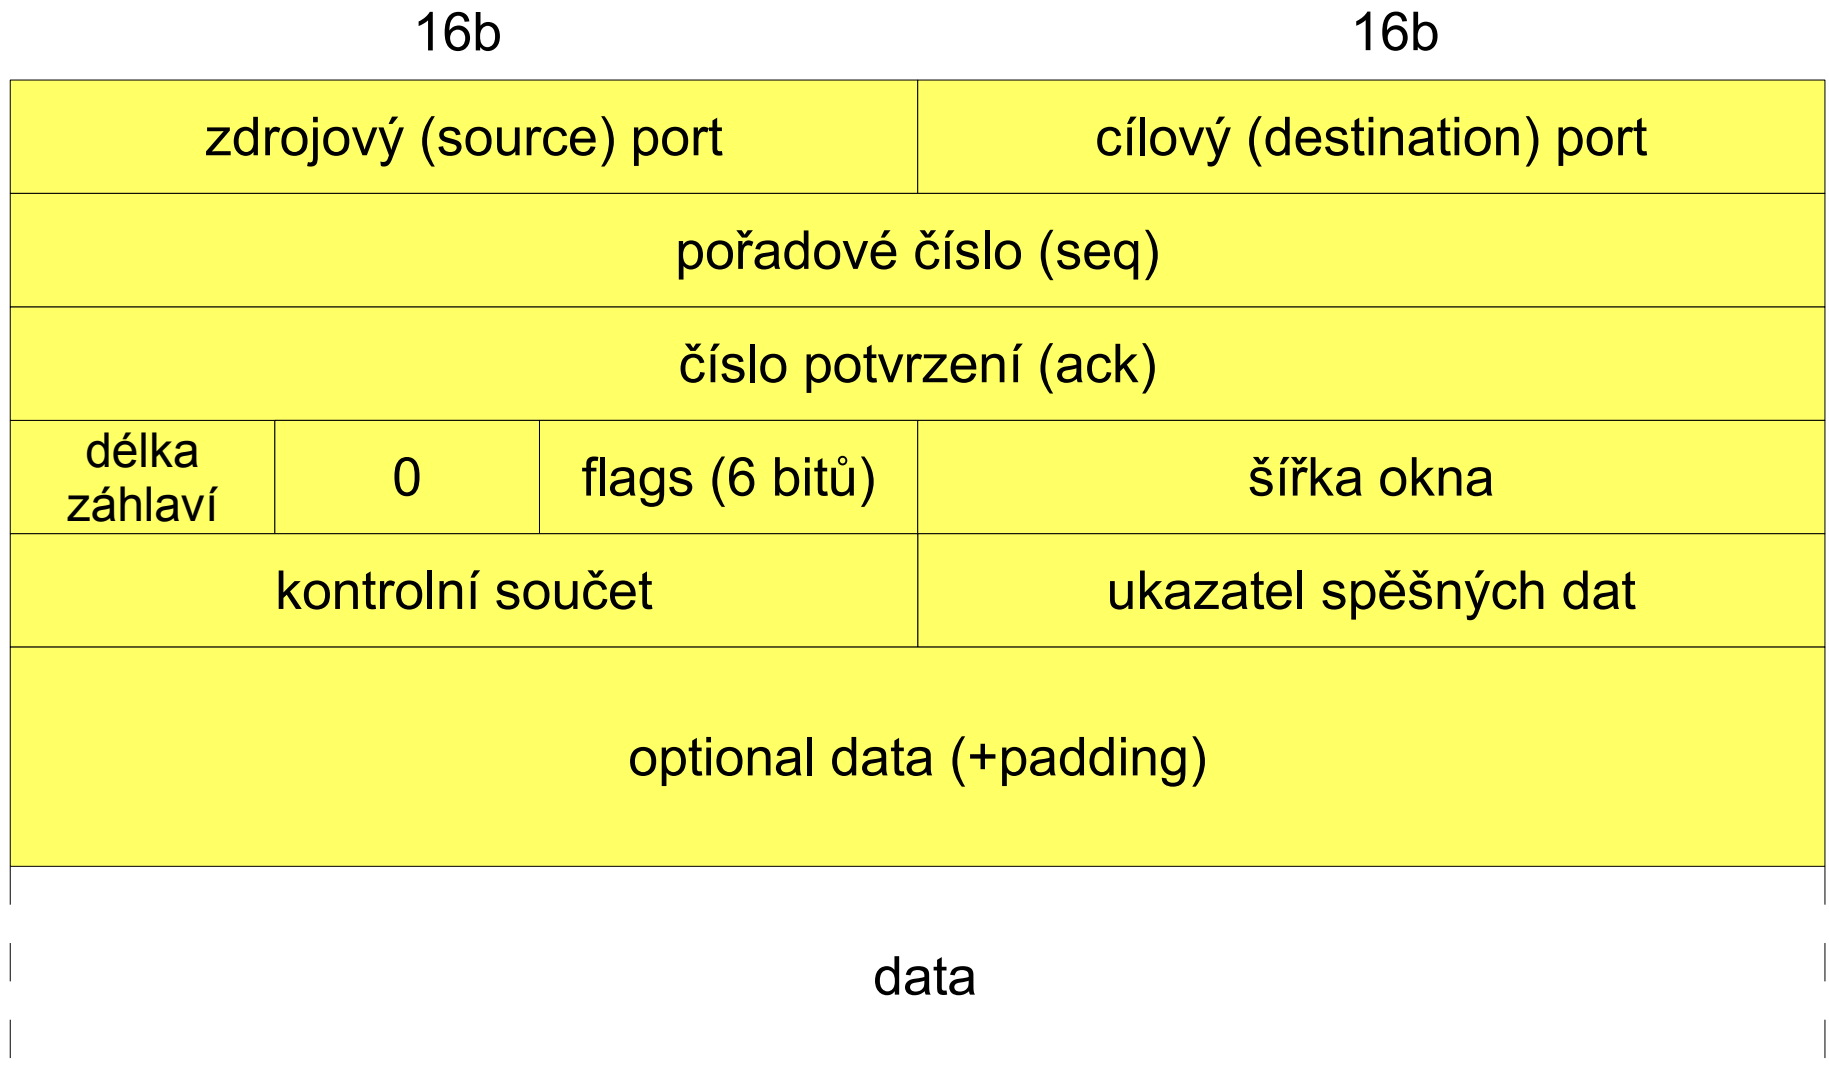 16b 16b
zdrojový (source) port cílový (destination) port
pořadové číslo (seq)
číslo potvrzení (ack)
délka
záhlaví
0
flags (6 bitů)
šířka okna
kontrolní součet ukazatel spěšných dat
optional data (+padding)
data